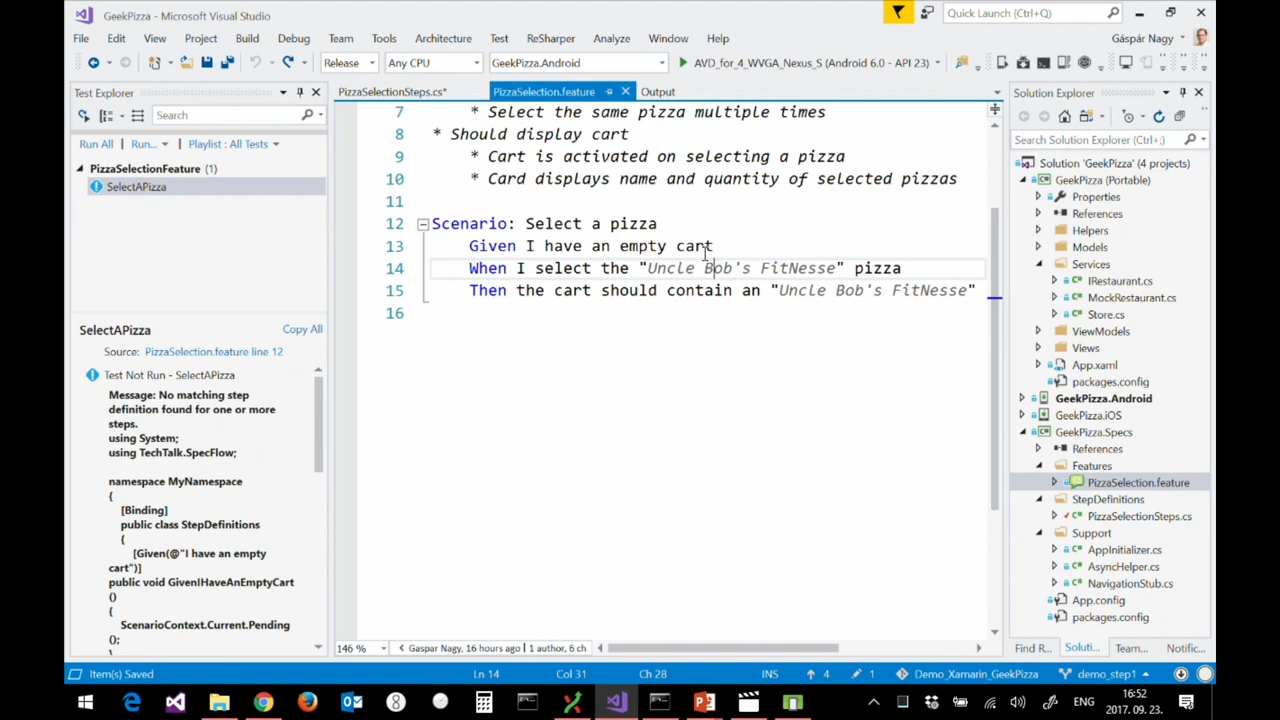 GeekPizza - Microsoft Visual Studio
Quick Launch (Ctrl+Q)
File Edit View Project Build Debug Team Tools Architecture Test ReSharper Analyze Window Help
Gáspár Nagy
Release Any CPU GeekPizza.Android AVD_for_4_WVGA_Nexus_S (Android 6.0 - API 23)
Test Explorer
Search
Run All Run... Playlist : All Tests
PizzaSelectionFeature (1)
SelectAPizza
SelectAPizza Copy All
Source: PizzaSelection.feature line 12
Test Not Run - SelectAPizza
Message: No matching step
definition found for one or more
steps.
using System;
using TechTalk.SpecFlow;
namespace MyNamespace
{
[Binding]
public class StepDefinitions
{
[Given(@"I have an empty
cart")]
public void GivenIHaveAnEmptyCart
()
{
ScenarioContext.Current.Pending
();
PizzaSelectionSteps.cs* PizzaSelection.feature Output
7 * Select the same pizza multiple times
8 * Should display cart
9 * Cart is activated on selecting a pizza
10 * Card displays name and quantity of selected pizzas
11
12 Scenario: Select a pizza
13 Given I have an empty cart
14 When I select the "Uncle Bob's FitNesse" pizza
15 Then the cart should contain an "Uncle Bob's FitNesse"
16
146 % Gaspar Nagy, 16 hours ago | 1 author, 6 ch
Solution Explorer
Search Solution Explorer (Ctrl+
Solution 'GeekPizza' (4 projects)
GeekPizza (Portable)
Properties
References
Helpers
Models
Services
IRestaurant.cs
MockRestaurant.cs
Store.cs
ViewModels
Views
App.xaml
packages.config
GeekPizza.Android
GeekPizza.iOS
GeekPizza.Specs
References
Features
PizzaSelection.feature
StepDefinitions
PizzaSelectionSteps.cs
Support
AppInitializer.cs
AsyncHelper.cs
NavigationStub.cs
App.config
packages.config
Find R... Soluti... Team... Notific...
Item(s) Saved Ln 14 Col 31 Ch 28 INS 4 1 Demo_Xamarin_GeekPizza demo_step1
ENG 16:52
2017. 09. 23.